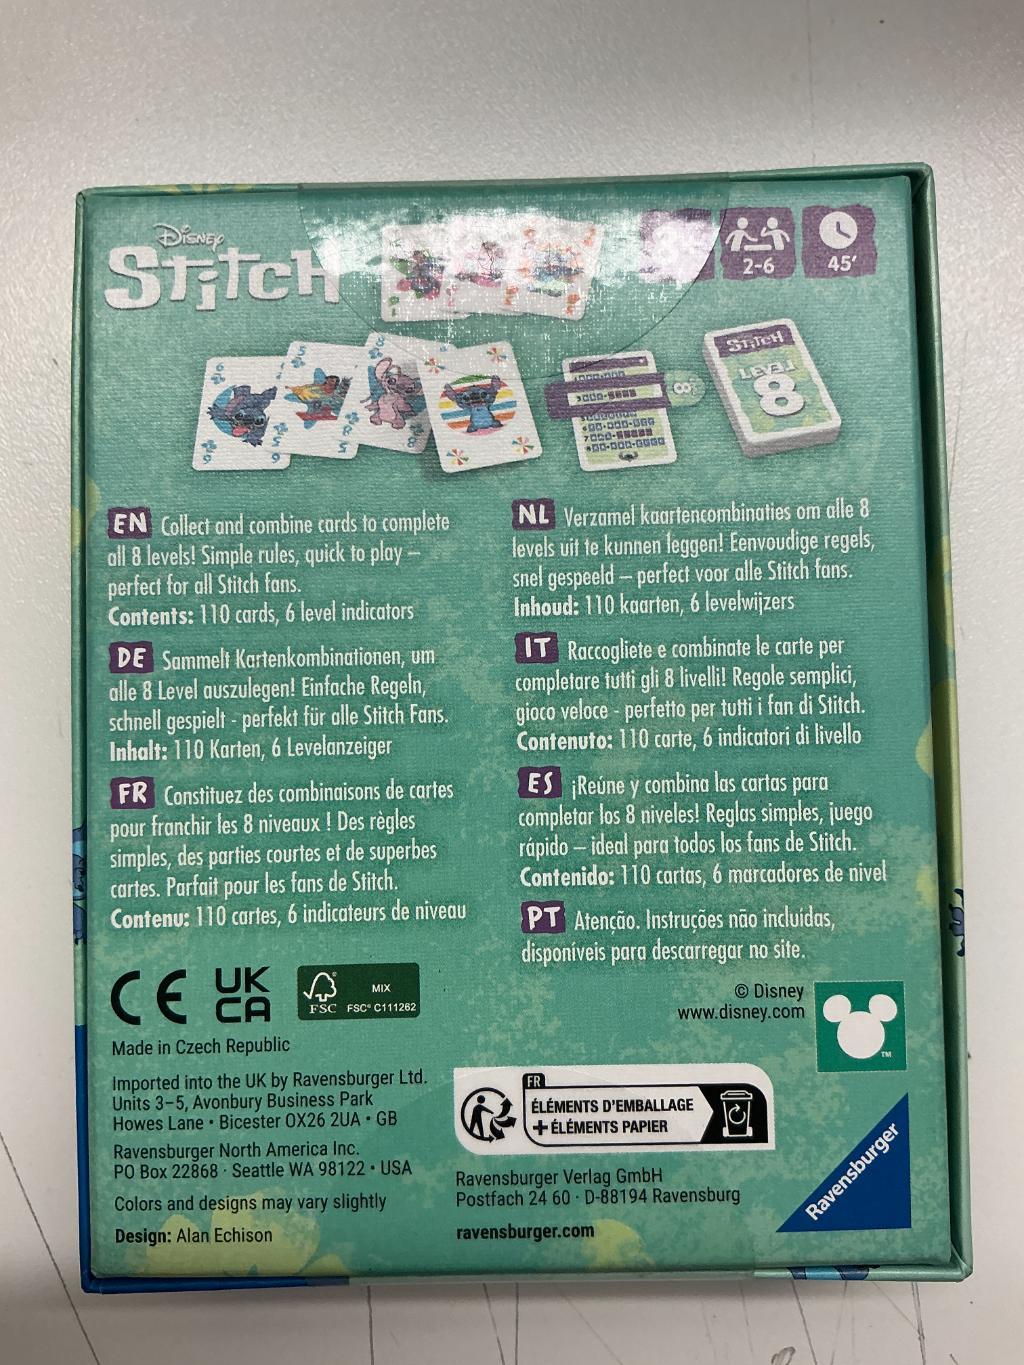 Disney
Stitch
2-6
45'
STITCH
LEVEL
8
EN Collect and combine cards to complete
all 8 levels! Simple rules, quick to play –
perfect for all Stitch fans.
Contents: 110 cards, 6 level indicators
DE Sammelt Kartenkombinationen, um
alle 8 Level auszulegen! Einfache Regeln,
schnell gespielt - perfekt für alle Stitch Fans.
Inhalt: 110 Karten, 6 Levelanzeiger
FR Constituez des combinaisons de cartes
pour franchir les 8 niveaux ! Des règles
simples, des parties courtes et de superbes
cartes. Parfait pour les fans de Stitch.
Contenu: 110 cartes, 6 indicateurs de niveau
NL Verzamel kaartencombinaties om alle 8
levels uit te kunnen leggen! Eenvoudige regels,
snel gespeeld – perfect voor alle Stitch fans.
Inhoud: 110 kaarten, 6 levelwijzers
IT Raccogliete e combinate le carte per
completare tutti gli 8 livelli! Regole semplici,
gioco veloce - perfetto per tutti i fan di Stitch.
Contenuto: 110 carte, 6 indicatori di livello
ES ¡Reúne y combina las cartas para
completar los 8 niveles! Reglas simples, juego
rápido – ideal para todos los fans de Stitch.
Contenido: 110 cartas, 6 marcadores de nivel
PT Atenção. Instruções não incluídas,
disponíveis para descarregar no site.
CE
UK
CA
FSC
MIX
FSC® C111262
© Disney
www.disney.com
TM
Made in Czech Republic
Imported into the UK by Ravensburger Ltd.
Units 3–5, Avonbury Business Park
Howes Lane • Bicester OX26 2UA • GB
Ravensburger North America Inc.
PO Box 22868 · Seattle WA 98122 • USA
Colors and designs may vary slightly
Design: Alan Echison
FR
ÉLÉMENTS D'EMBALLAGE
+ ÉLÉMENTS PAPIER
Ravensburger Verlag GmbH
Postfach 24 60 · D-88194 Ravensburg
ravensburger.com
Ravensburger